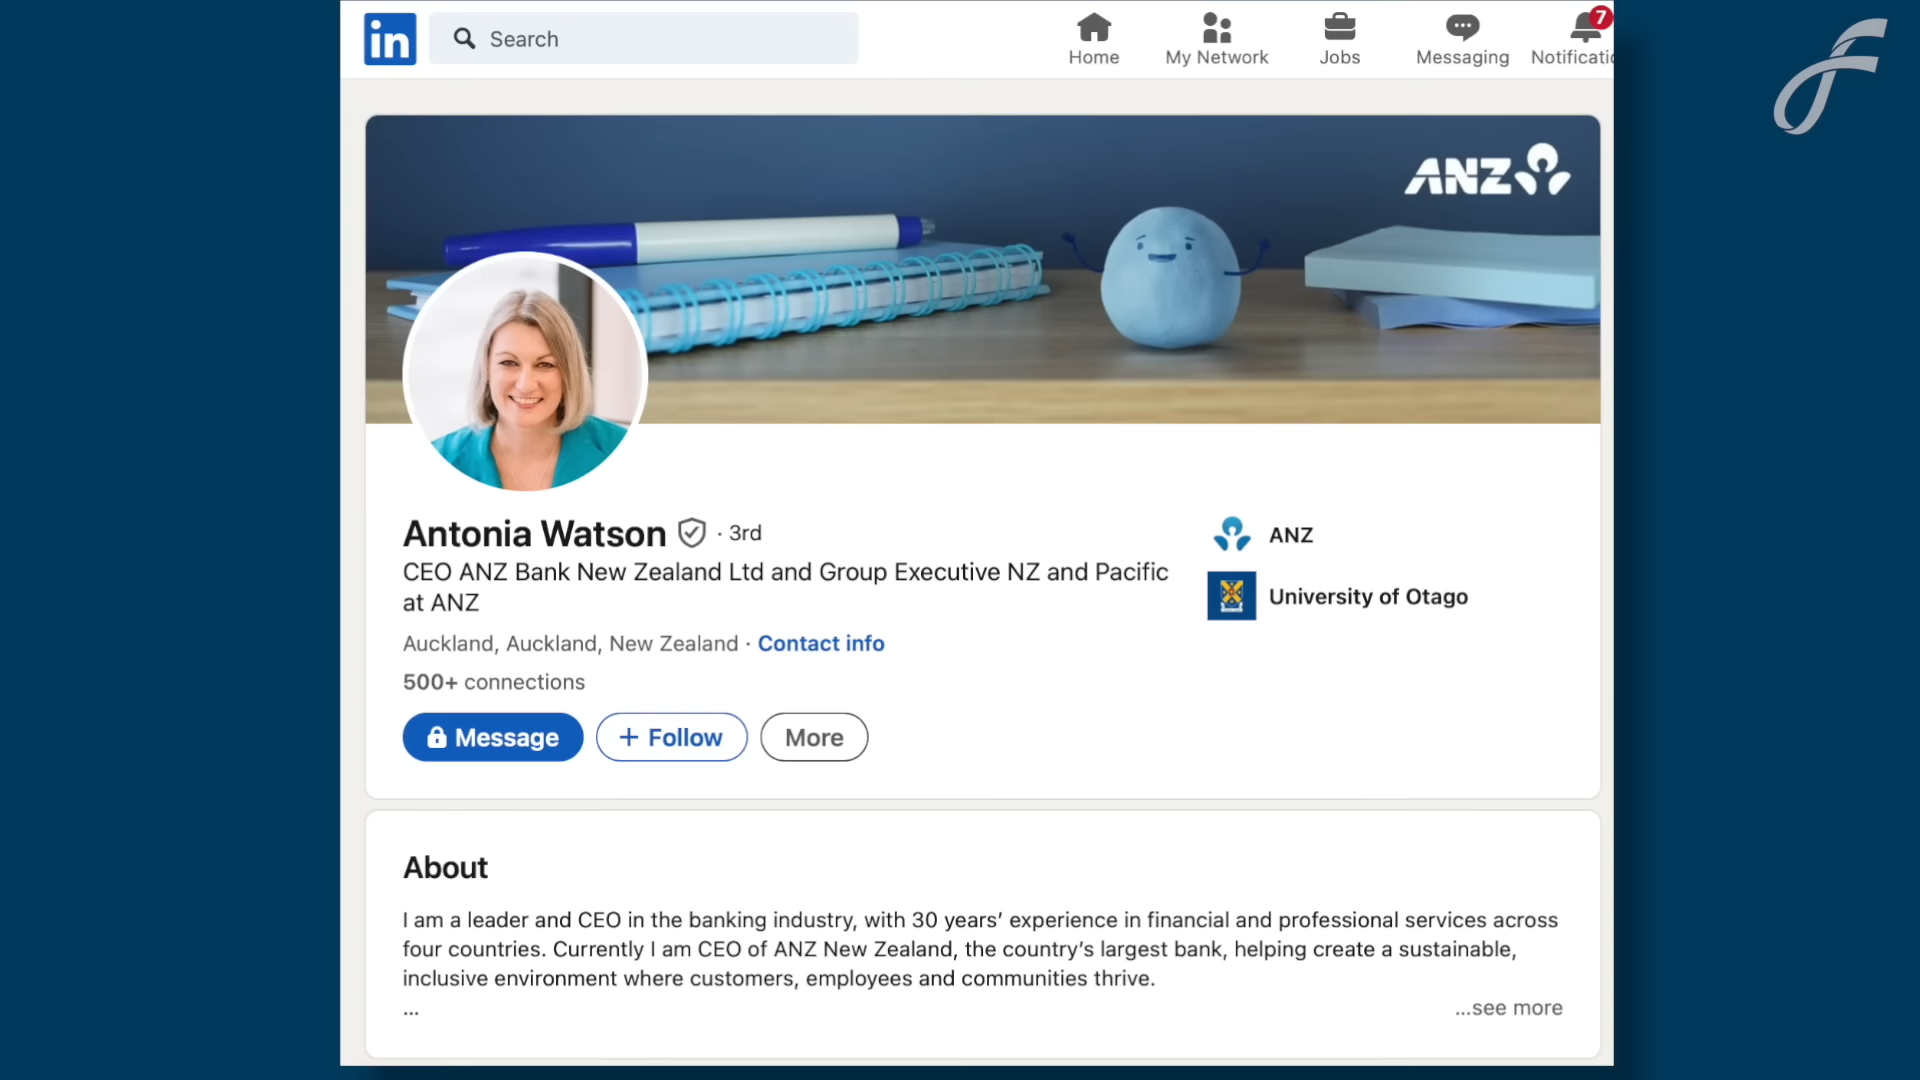 in
Search
Home
My Network
Jobs
Messaging
7
Notificatio
ANZ
Antonia Watson · 3rd
CEO ANZ Bank New Zealand Ltd and Group Executive NZ and Pacific
at ANZ
Auckland, Auckland, New Zealand · Contact info
500+ connections
Message
+ Follow
More
ANZ
University of Otago
About
I am a leader and CEO in the banking industry, with 30 years’ experience in financial and professional services across
four countries. Currently I am CEO of ANZ New Zealand, the country’s largest bank, helping create a sustainable,
inclusive environment where customers, employees and communities thrive.
...
...see more